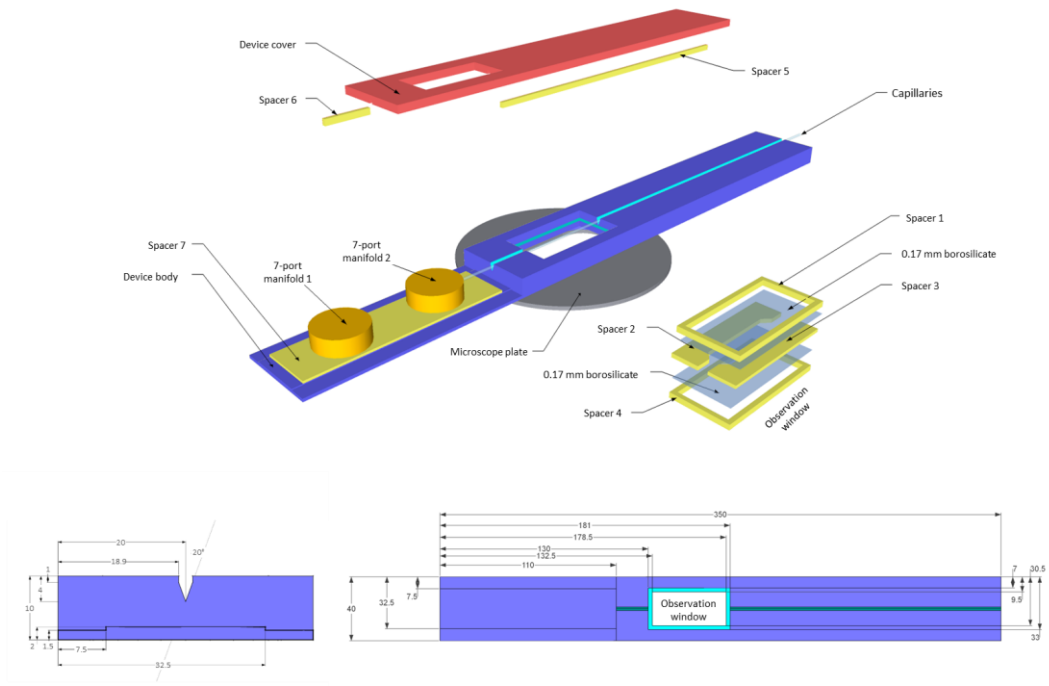 Device cover
Spacer 5
Spacer 6
Capillaries
Spacer 1
Spacer 7
7-port
manifold 2
0.17 mm borosilicate
Device body
7-port
manifold 1
Spacer 3
Spacer 2
Microscope plate
0.17 mm borosilicate
Spacer 4
Observation
window
20
20°
18.9
1
4
10
2
1.5
7.5
32.5
350
181
178.5
130
132.5
110
7
30.5
7.5
9.5
32.5
40
Observation
window
33